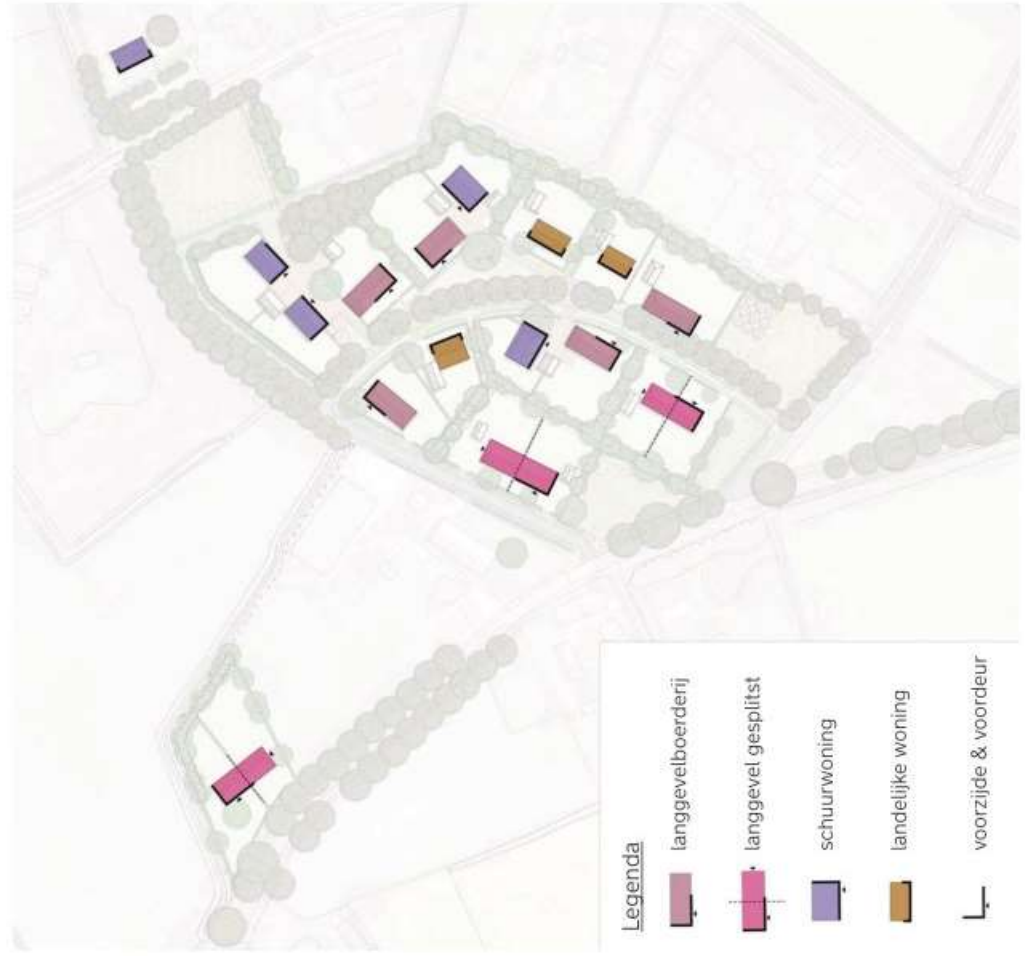 Legenda
langgevelboerderij
langgevel gesplitst
schuurwoning
landelijke woning
voorzijde & voordeur